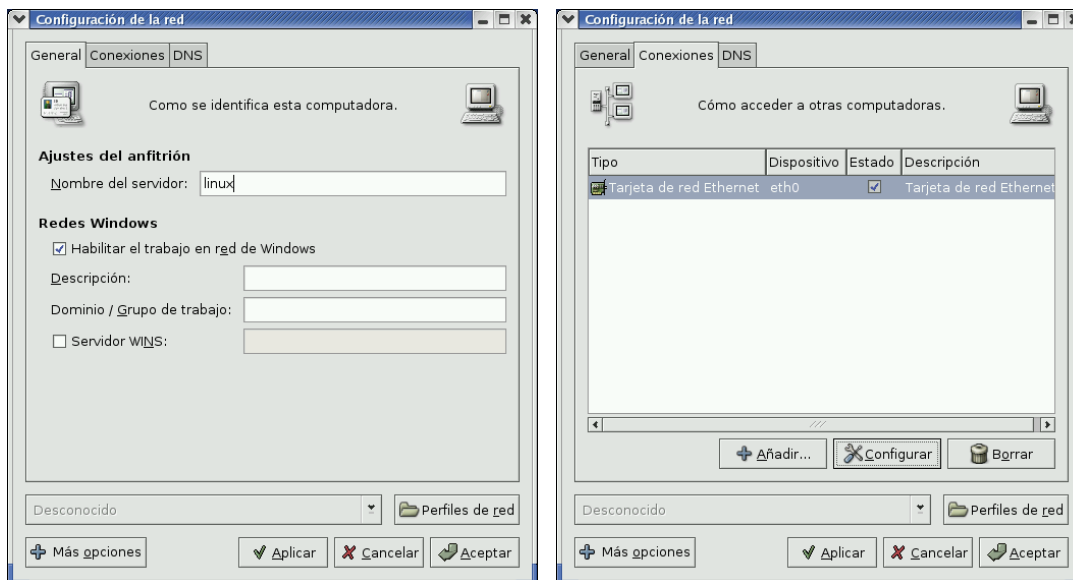 Configuración de la red
General Conexiones DNS
Como se identifica esta computadora.
Ajustes del anfitrión
Nombre del servidor: linux
Redes Windows
Habilitar el trabajo en red de Windows
Descripción:
Dominio / Grupo de trabajo:
Servidor WINS:
Desconocido
Perfiles de red
Más opciones
Aplicar
Cancelar
Aceptar
Configuración de la red
General Conexiones DNS
Cómo acceder a otras computadoras.
Tipo Dispositivo Estado Descripción
Tarjeta de red Ethernet eth0 Tarjeta de red Ethernet
Añadir...
Configurar
Borrar
Desconocido
Perfiles de red
Más opciones
Aplicar
Cancelar
Aceptar